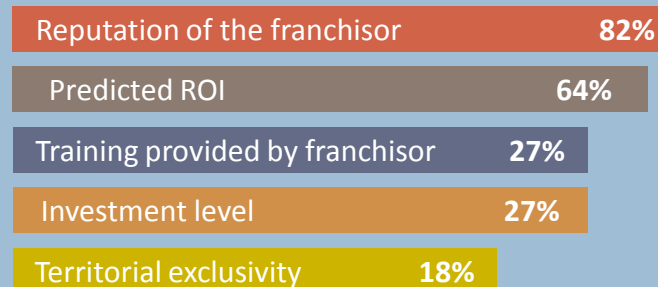 Reputation of the franchisor 82%
Predicted ROI 64%
Training provided by franchisor 27%
Investment level 27%
Territorial exclusivity 18%